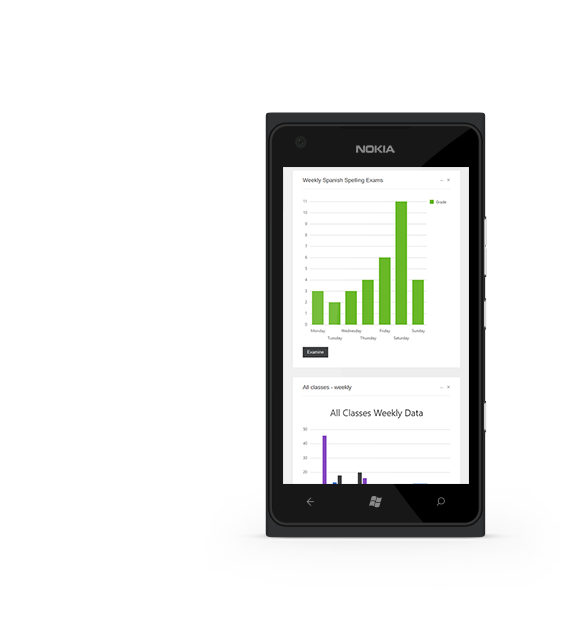 NOKIA
Weekly Spanish Spelling Exams
11
Grade
10
9
8
7
6
5
4
3
2
1
0
Monday Wednesday Friday Sunday
Tuesday Thursday Saturday
Examine
All classes - weekly
All Classes Weekly Data
50
40
30
20